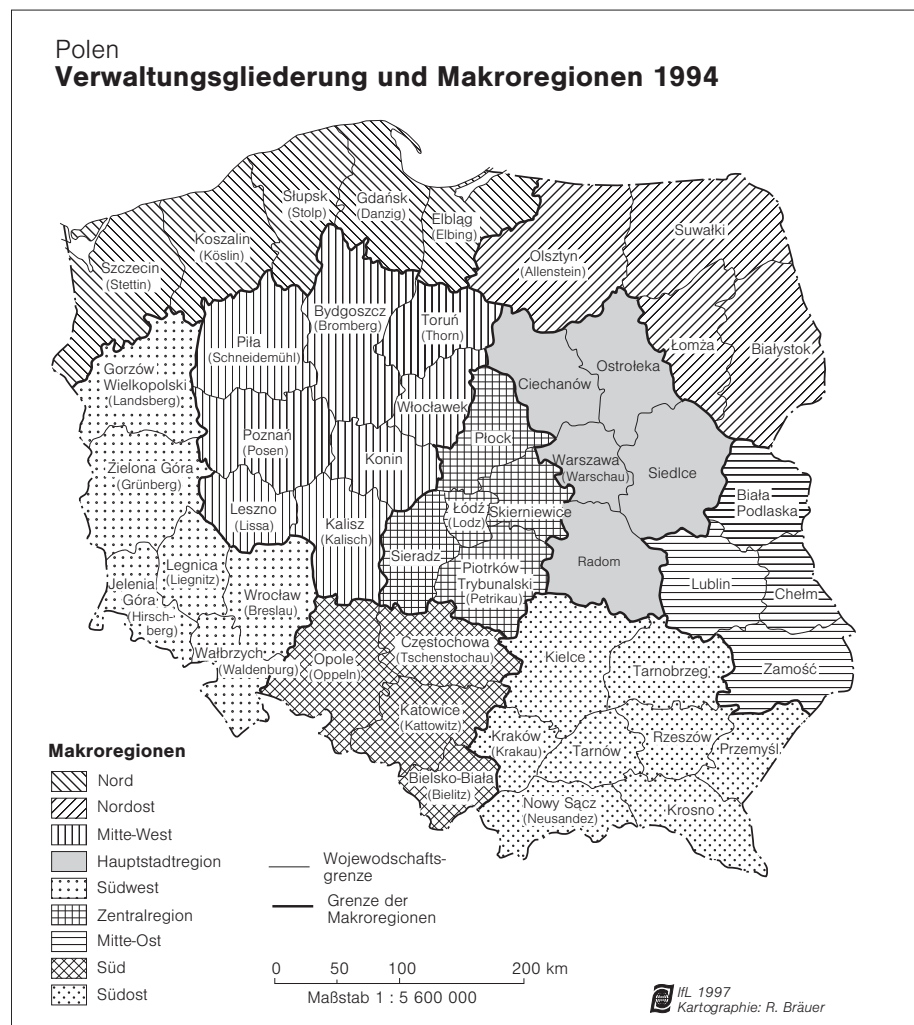 Polen
Verwaltungsgliederung und Makroregionen 1994
Słupsk
(Stolp)
Gdańsk
(Danzig)
Elbląg
(Elbing)
Koszalin
(Köslin)
Szczecin
(Stettin)
Olsztyn
(Allenstein)
Suwałki
Bydgoszcz
(Bromberg)
Toruń
(Thorn)
Piła
(Schneidemühl)
Łomża
Białystok
Gorzów
Wielkopolski
(Landsberg)
Ciechanów
Ostrołeka
Włocławek
Poznań
(Posen)
Płock
Konin
Warszawa
(Warschau)
Siedlce
Zielona Góra
(Grünberg)
Biała
Podlaska
Leszno
(Lissa)
Kalisz
(Kalisch)
Łódź
(Lodz)
Skierniewice
Sieradz
Piotrków
Trybunalski
(Petrikau)
Radom
Legnica
(Liegnitz)
Jelenia
Góra
(Hirsch-
berg)
Wrocław
(Breslau)
Lublin
Chełm
Wałbrzych
(Waldenburg)
Opole
(Oppeln)
Częstochowa
(Tschenstochau)
Kielce
Tarnobrzeg
Zamość
Katowice
(Kattowitz)
Kraków
(Krakau)
Tarnów
Rzeszów
Przemyśl
Bielsko-Biała
(Bielitz)
Nowy Sącz
(Neusandez)
Krosno
Makroregionen
Nord
Nordost
Mitte-West
Hauptstadtregion
Südwest
Zentralregion
Mitte-Ost
Süd
Südost
Wojewodschafts-
grenze
Grenze der
Makroregionen
0 50 100 200 km
Maßstab 1 : 5 600 000
IfL 1997
Kartographie: R. Bräuer